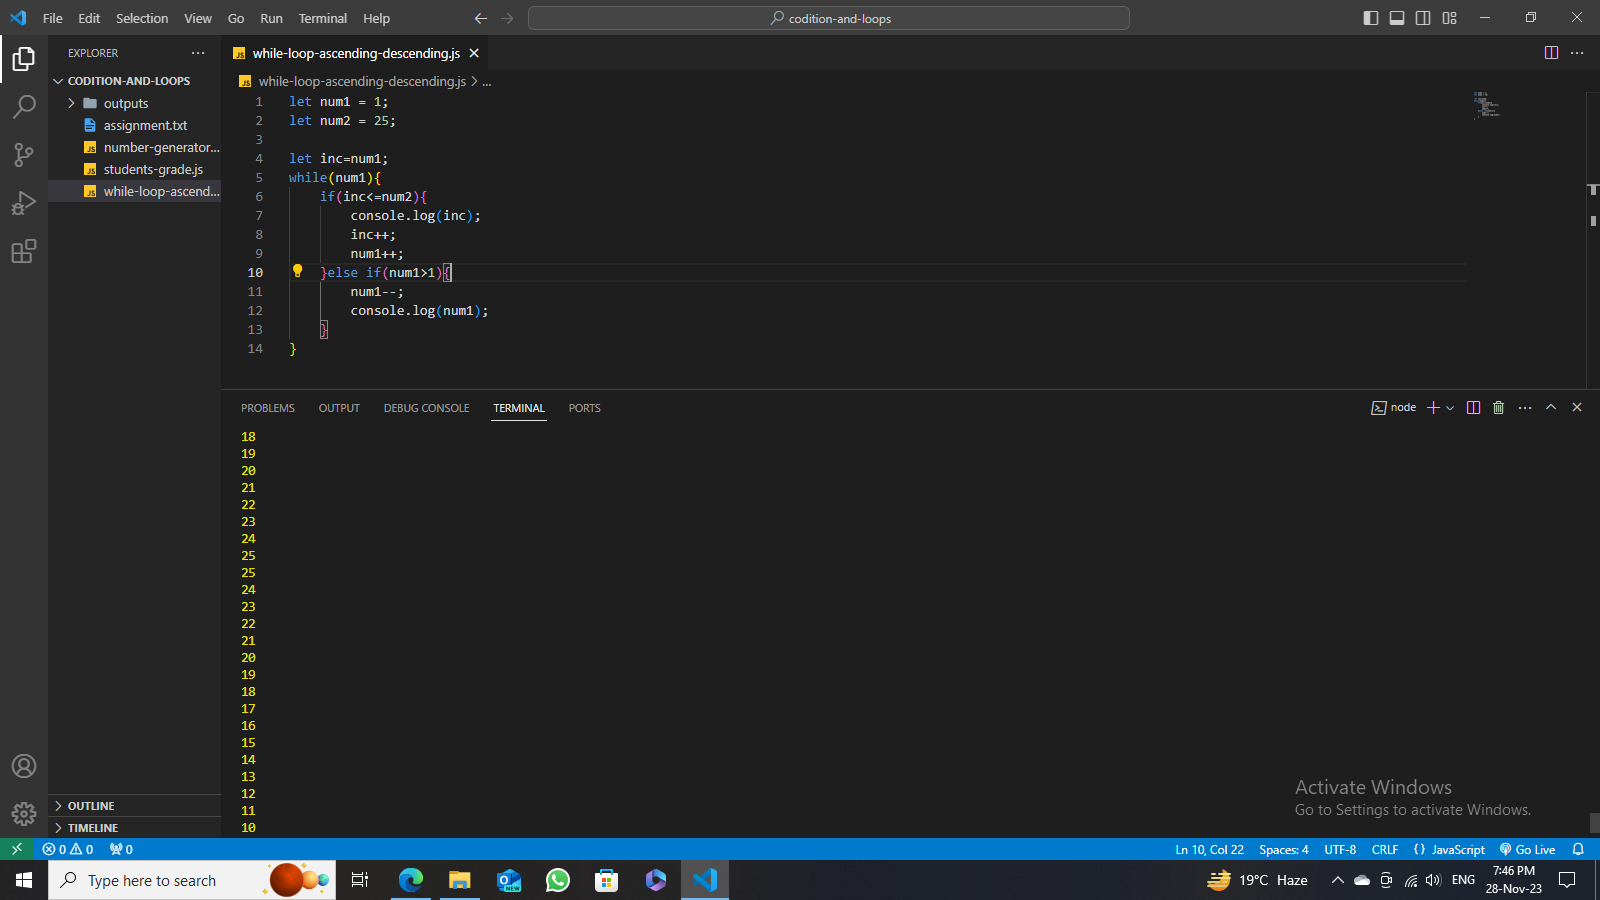 File Edit Selection View Go Run Terminal Help
codition-and-loops
EXPLORER
CODITION-AND-LOOPS
outputs
assignment.txt
number-generator...
students-grade.js
while-loop-ascend...
OUTLINE
TIMELINE
while-loop-ascending-descending.js
while-loop-ascending-descending.js > ...
1 let num1 = 1;
2 let num2 = 25;
3
4 let inc=num1;
5 while(num1){
6 if(inc<=num2){
7 console.log(inc);
8 inc++;
9 num1++;
10 }else if(num1>1){
11 num1--;
12 console.log(num1);
13 }
14 }
PROBLEMS OUTPUT DEBUG CONSOLE TERMINAL PORTS
node
18
19
20
21
22
23
24
25
25
24
23
22
21
20
19
18
17
16
15
14
13
12
11
10
Activate Windows
Go to Settings to activate Windows.
0 0 0
Ln 10, Col 22 Spaces: 4 UTF-8 CRLF {} JavaScript Go Live
Type here to search
NEW
19°C Haze
ENG
7:46 PM
28-Nov-23